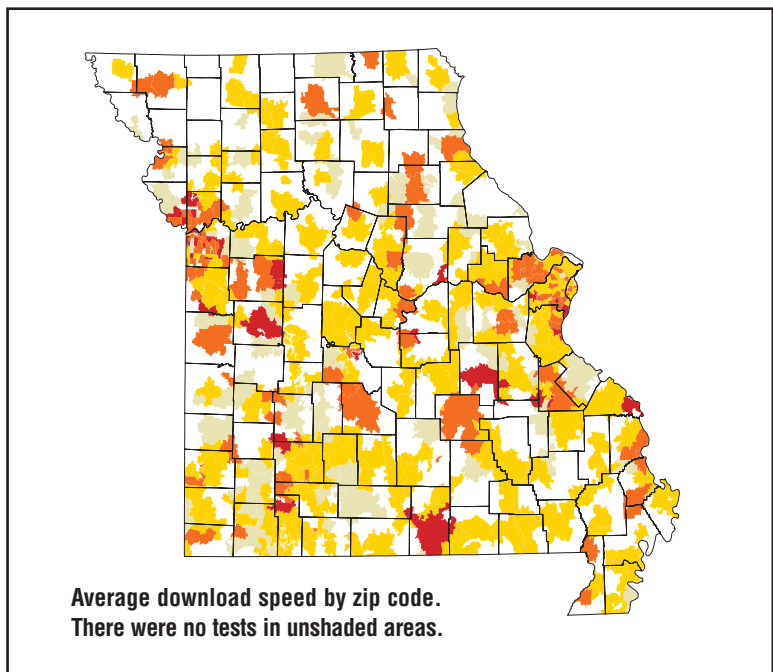 Average download speed by zip code.
There were no tests in unshaded areas.